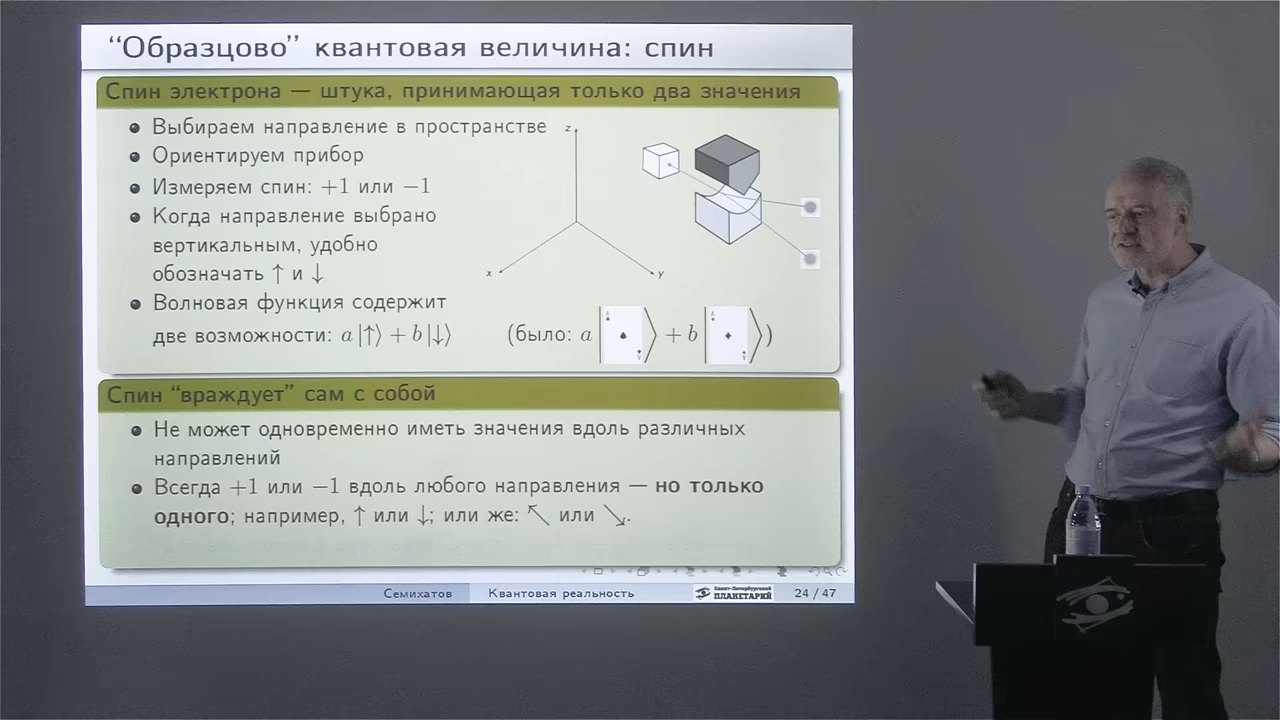 “Образцово” квантовая величина: спин
Спин электрона — штука, принимающая только два значения
Выбираем направление в пространстве
Ориентируем прибор
Измеряем спин: +1 или −1
Когда направление выбрано
вертикальным, удобно
обозначать ↑ и ↓
Волновая функция содержит
две возможности: a|↑⟩ + b|↓⟩
z
x
y
(было: a | ⟩ + b | ⟩)
Спин “враждует” сам с собой
Не может одновременно иметь значения вдоль различных
направлений
Всегда +1 или −1 вдоль любого направления — но только
одного; например, ↑ или ↓; или же: ↖ или ↘.
Семихатов
Квантовая реальность
Санкт-Петербургский
ПЛАНЕТАРИЙ
24 / 47